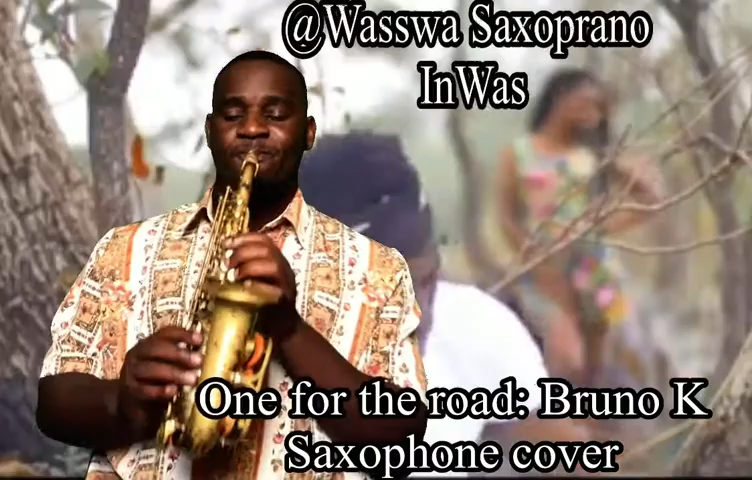 @Wasswa Saxoprano
InWas
One for the road: Bruno K
Saxophone cover